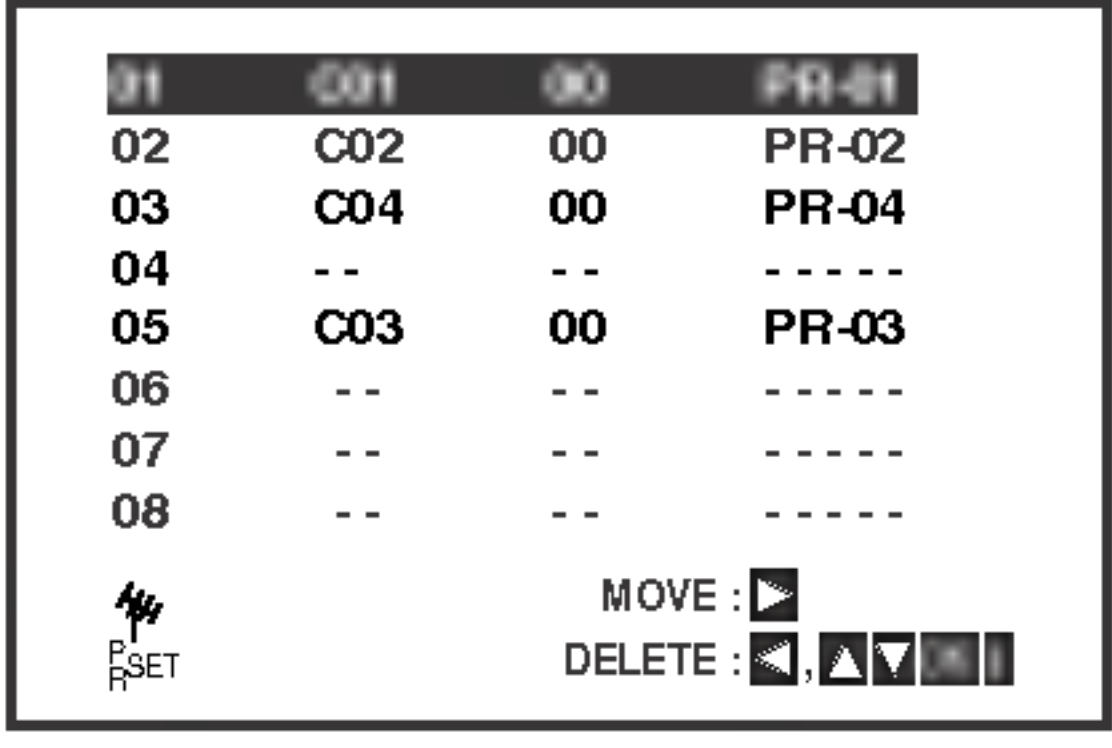 01 C01 00 PR-01
02 C02 00 PR-02
03 C04 00 PR-04
04 -- -- -----
05 C03 00 PR-03
06 -- -- -----
07 -- -- -----
08 -- -- -----
MOVE :
PR SET
DELETE : ,